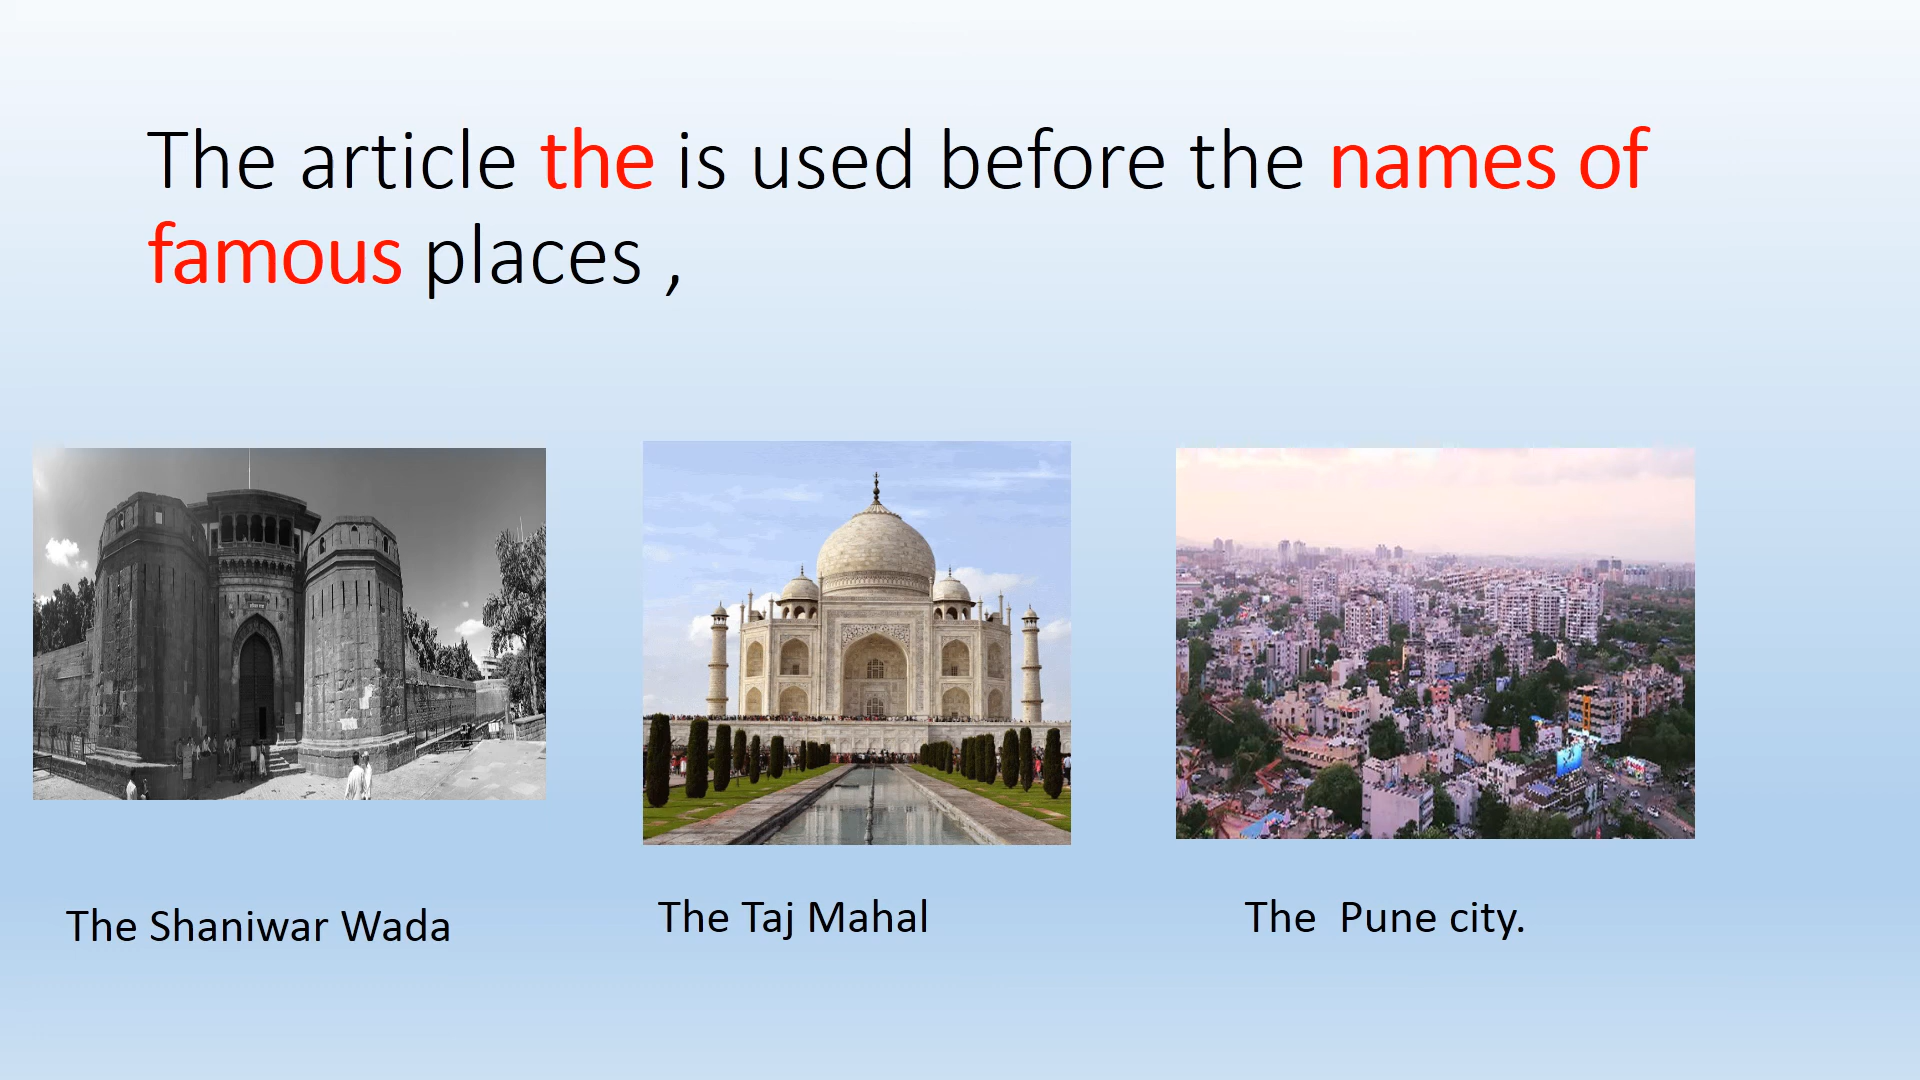 The article the is used before the names of
famous places ,
The Shaniwar Wada
The Taj Mahal
The  Pune city.